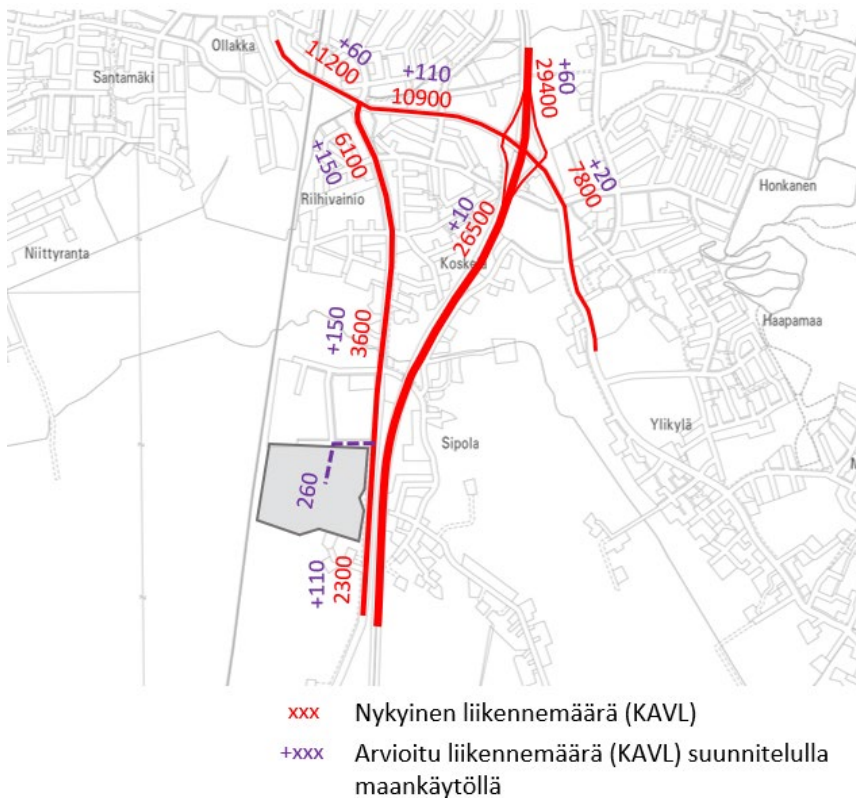 Ollakka
+60
11200
+110
10900
+60
29400
Santamäki
6100
+150
+20
7800
Riihivainio
Honkanen
+10
26500
Niittyranta
Koskela
+150
3600
Haapamaa
Sipola
Ylikylä
260
+110
2300
xxx Nykyinen liikennemäärä (KAVL)
+xxx Arvioitu liikennemäärä (KAVL) suunnitelulla
maankäytöllä